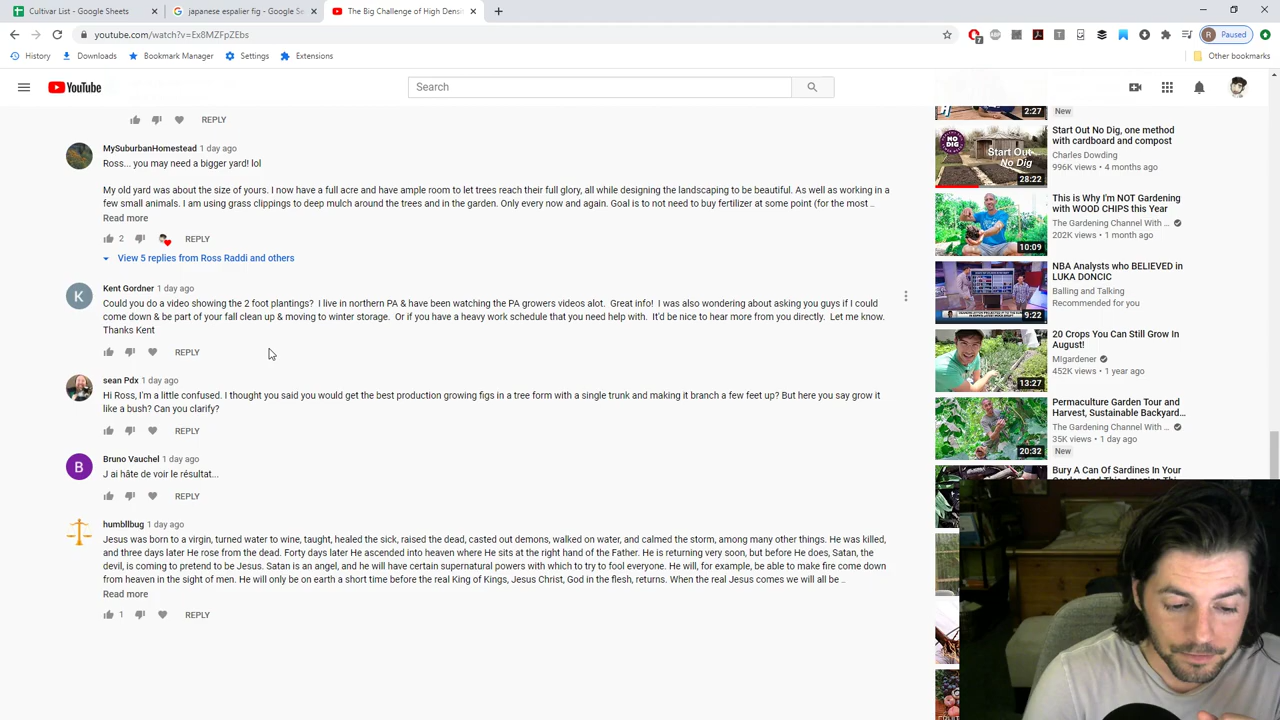 Cultivar List - Google Sheets
japanese espalier fig - Google Se
The Big Challenge of High Densi
youtube.com/watch?v=Ex8MZFpZEbs
Paused
History
Downloads
Bookmark Manager
Settings
Extensions
Other bookmarks
YouTube
Search
REPLY
MySuburbanHomestead 1 day ago
Ross... you may need a bigger yard! lol
My old yard was about the size of yours. I now have a full acre and have ample room to let trees reach their full glory, all while designing the landscaping to be beautiful. As well as working in a
few small animals. I am using grass clippings to deep mulch around the trees and in the garden. Only every now and again. Goal is to not need to buy fertilizer at some point (for the most ..
Read more
2
REPLY
View 5 replies from Ross Raddi and others
K
Kent Gordner 1 day ago
Could you do a video showing the 2 foot plantings? I live in northern PA & have been watching the PA growers videos alot. Great info! I was also wondering about asking you guys if I could
come down & be part of your fall clean up & moving to winter storage. Or if you have a heavy work schedule that you need help with. It'd be nice to hear more from you directly. Let me know.
Thanks Kent
REPLY
sean Pdx 1 day ago
Hi Ross, I'm a little confused. I thought you said you would get the best production growing figs in a tree form with a single trunk and making it branch a few feet up? But here you say grow it
like a bush? Can you clarify?
REPLY
B
Bruno Vauchel 1 day ago
J ai hâte de voir le résultat...
REPLY
humbllbug 1 day ago
Jesus was born to a virgin, turned water to wine, taught, healed the sick, raised the dead, casted out demons, walked on water, and calmed the storm, among many other things. He was killed,
and three days later He rose from the dead. Forty days later He ascended into heaven where He sits at the right hand of the Father. He is returning very soon, but before He does, Satan, the
devil, is coming to pretend to be Jesus. Satan is an angel, and he will have certain supernatural powers with which to try to fool everyone. He will, for example, be able to make fire come down
from heaven in the sight of men. He will only be on earth a short time before the real King of Kings, Jesus Christ, God in the flesh, returns. When the real Jesus comes we will all be ..
Read more
1
REPLY
2:27
New
NO
DIG
Start Out
No Dig
28:22
Start Out No Dig, one method
with cardboard and compost
Charles Dowding
996K views • 4 months ago
10:09
This is Why I'm NOT Gardening
with WOOD CHIPS this Year
The Gardening Channel With ...
202K views • 1 month ago
9:22
NBA Analysts who BELIEVED in
LUKA DONCIC
Balling and Talking
Recommended for you
13:27
20 Crops You Can Still Grow In
August!
MIgardener
452K views • 1 year ago
20:32
Permaculture Garden Tour and
Harvest, Sustainable Backyard...
The Gardening Channel With ...
35K views • 1 day ago
New
Bury A Can Of Sardines In Your